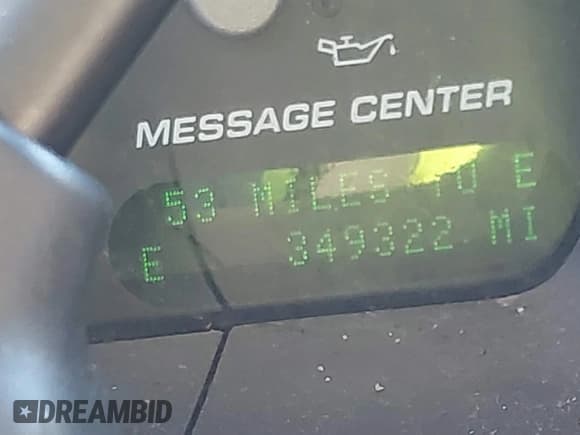 MESSAGE CENTER
53 MILES TO E
E 349322 MI
DREAMBID